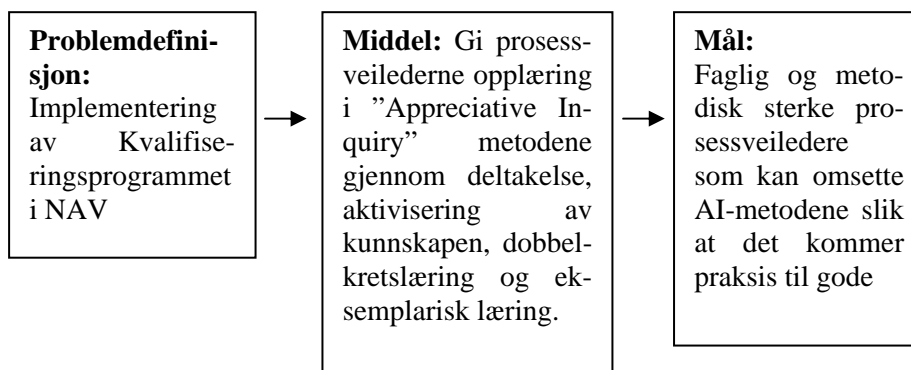 Problemdefini-
sjon:
Implementering
av Kvalifise-
ringsprogrammet
i NAV
Middel: Gi prosess-
veilederne opplæring
i ”Appreciative In-
quiry” metodene
gjennom deltakelse,
aktivisering av
kunnskapen, dobbel-
kretslæring og ek-
semplarisk læring.
Mål:
Faglig og meto-
disk sterke pro-
sessveiledere
som kan omsette
AI-metodene slik
at det kommer
praksis til gode